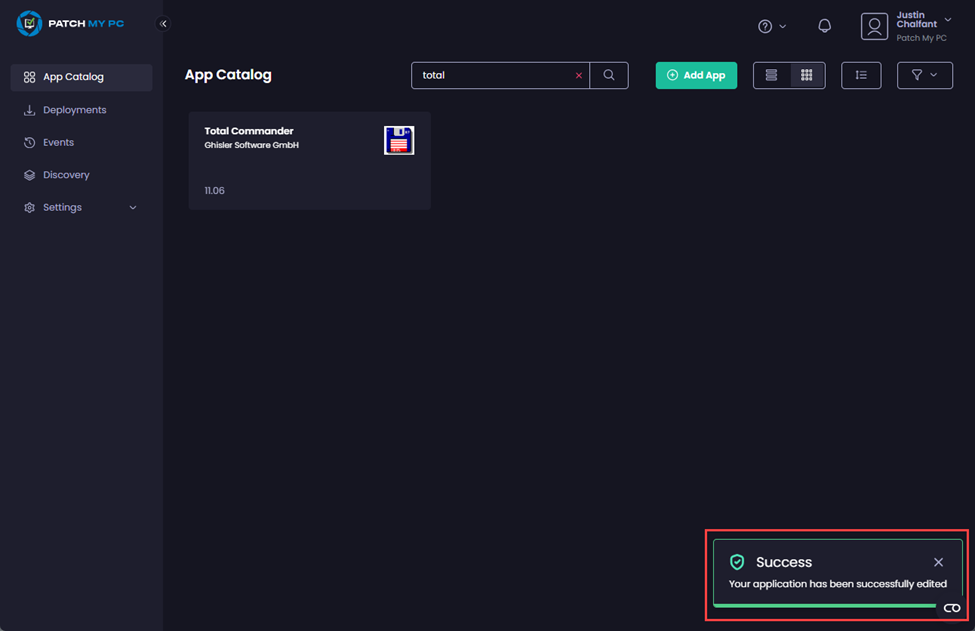 PATCH MY PC
Justin
Chalfant
Patch My PC
App Catalog
Deployments
Events
Discovery
Settings
App Catalog
total
Add App
Total Commander
Ghisler Software GmbH
11.06
Success
Your application has been successfully edited